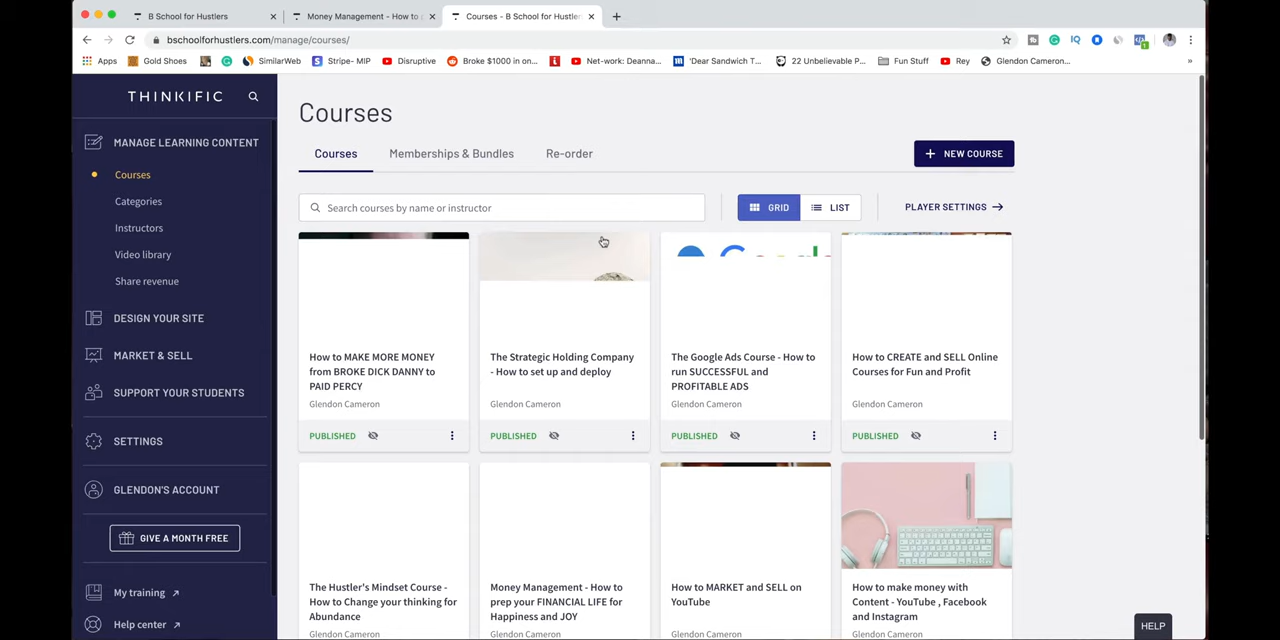 B School for Hustlers
Money Management - How to p
Courses - B School for Hustler
bschoolforhustlers.com/manage/courses/
Apps
Gold Shoes
SimilarWeb
Stripe- MIP
Disruptive
Broke $1000 in on...
Net-work: Deanna...
'Dear Sandwich T...
22 Unbelievable P...
Fun Stuff
Rey
Glendon Cameron...
»
THINKIFIC
MANAGE LEARNING CONTENT
Courses
Categories
Instructors
Video library
Share revenue
DESIGN YOUR SITE
MARKET & SELL
SUPPORT YOUR STUDENTS
SETTINGS
GLENDON'S ACCOUNT
GIVE A MONTH FREE
My training
Help center
Courses
Courses
Memberships & Bundles
Re-order
+ NEW COURSE
Search courses by name or instructor
GRID
LIST
PLAYER SETTINGS →
How to MAKE MORE MONEY
from BROKE DICK DANNY to
PAID PERCY
Glendon Cameron
PUBLISHED
The Strategic Holding Company
- How to set up and deploy
Glendon Cameron
PUBLISHED
Google
The Google Ads Course - How to
run SUCCESSFUL and
PROFITABLE ADS
Glendon Cameron
PUBLISHED
How to CREATE and SELL Online
Courses for Fun and Profit
Glendon Cameron
PUBLISHED
The Hustler's Mindset Course -
How to Change your thinking for
Abundance
Glendon Cameron
Money Management - How to
prep your FINANCIAL LIFE for
Happiness and JOY
Glendon Cameron
How to MARKET and SELL on
YouTube
Glendon Cameron
How to make money with
Content - YouTube , Facebook
and Instagram
Glendon Cameron
HELP